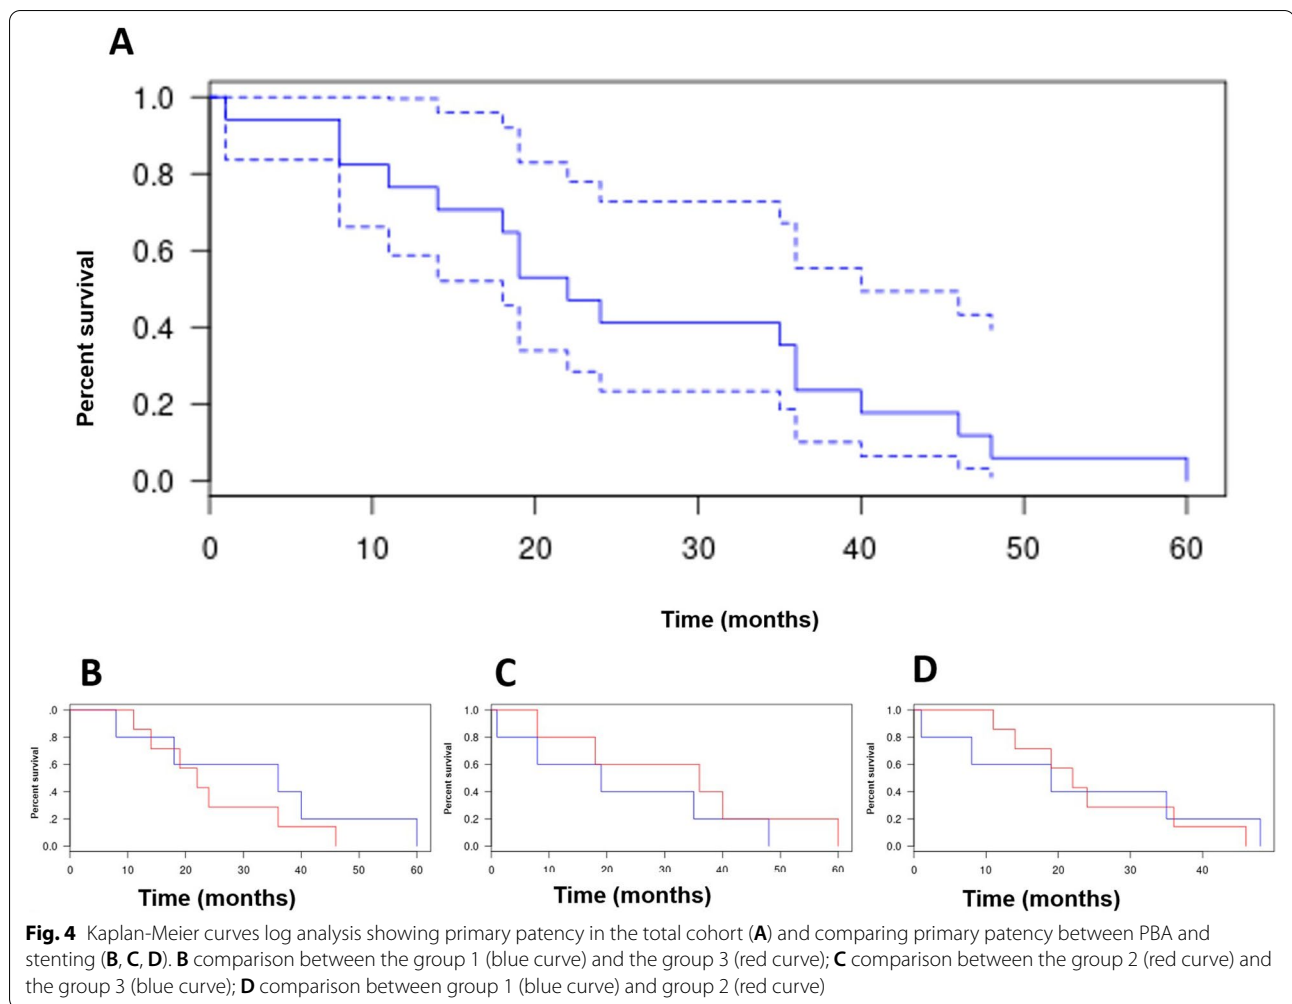 A
Percent survival
1.0
0.8
0.6
0.4
0.2
0.0
0 10 20 30 40 50 60
Time (months)
B
Percent survival
.0
.8
.6
.4
.2
0.0
0 10 20 30 40 50 60
Time (months)
C
Percent survival
1.0
0.8
0.6
0.4
0.2
0.0
0 10 20 30 40 50 60
Time (months)
D
Percent survival
1.0
0.8
0.6
0.4
0.2
0.0
0 10 20 30 40
Time (months)
Fig. 4 Kaplan-Meier curves log analysis showing primary patency in the total cohort (A) and comparing primary patency between PBA and
stenting (B, C, D). B comparison between the group 1 (blue curve) and the group 3 (red curve); C comparison between the group 2 (red curve) and
the group 3 (blue curve); D comparison between group 1 (blue curve) and group 2 (red curve)